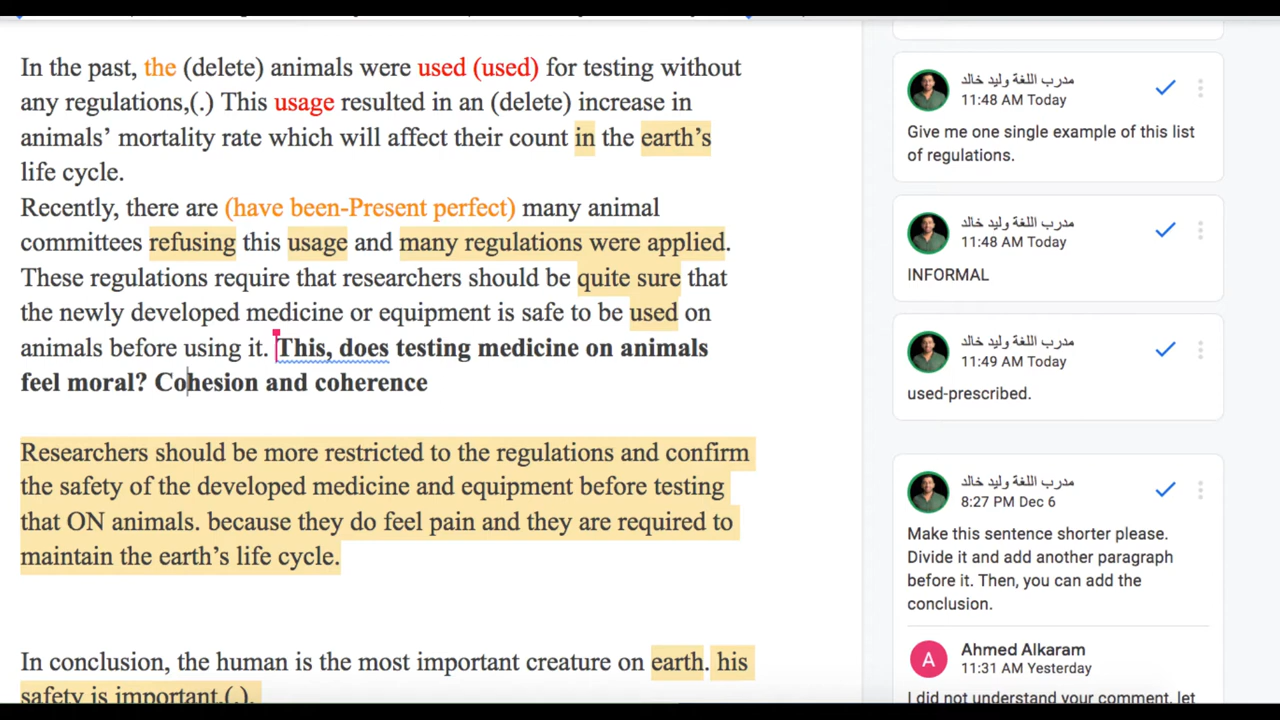 In the past, the (delete) animals were used (used) for testing without
any regulations,(.) This usage resulted in an (delete) increase in
animals’ mortality rate which will affect their count in the earth’s
life cycle.
Recently, there are (have been-Present perfect) many animal
committees refusing this usage and many regulations were applied.
These regulations require that researchers should be quite sure that
the newly developed medicine or equipment is safe to be used on
animals before using it. This, does testing medicine on animals
feel moral? Cohesion and coherence
Researchers should be more restricted to the regulations and confirm
the safety of the developed medicine and equipment before testing
that ON animals. because they do feel pain and they are required to
maintain the earth’s life cycle.
In conclusion, the human is the most important creature on earth. his
safety is important.(.).
مدرب اللغة وليد خالد
11:48 AM Today
Give me one single example of this list
of regulations.
مدرب اللغة وليد خالد
11:48 AM Today
INFORMAL
مدرب اللغة وليد خالد
11:49 AM Today
used-prescribed.
مدرب اللغة وليد خالد
8:27 PM Dec 6
Make this sentence shorter please.
Divide it and add another paragraph
before it. Then, you can add the
conclusion.
A
Ahmed Alkaram
11:31 AM Yesterday
I did not understand your comment, let